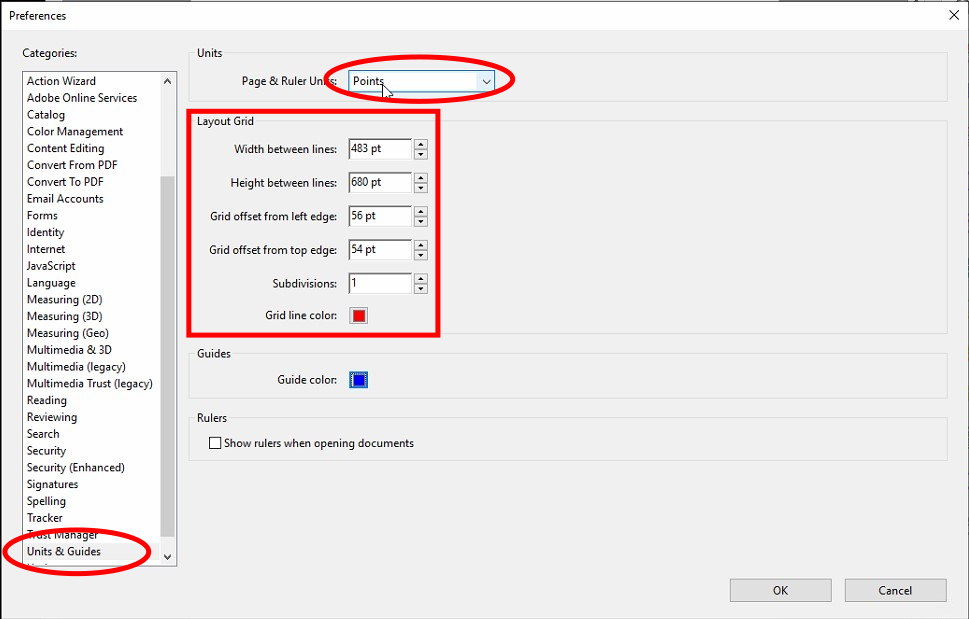 Preferences
Categories:
Action Wizard
Adobe Online Services
Catalog
Color Management
Content Editing
Convert From PDF
Convert To PDF
Email Accounts
Forms
Identity
Internet
JavaScript
Language
Measuring (2D)
Measuring (3D)
Measuring (Geo)
Multimedia & 3D
Multimedia (legacy)
Multimedia Trust (legacy)
Reading
Reviewing
Search
Security
Security (Enhanced)
Signatures
Spelling
Tracker
Trust Manager
Units & Guides
Units
Page & Ruler Units: Points
Layout Grid
Width between lines: 483 pt
Height between lines: 680 pt
Grid offset from left edge: 56 pt
Grid offset from top edge: 54 pt
Subdivisions: 1
Grid line color:
Guides
Guide color:
Rulers
Show rulers when opening documents
OK Cancel